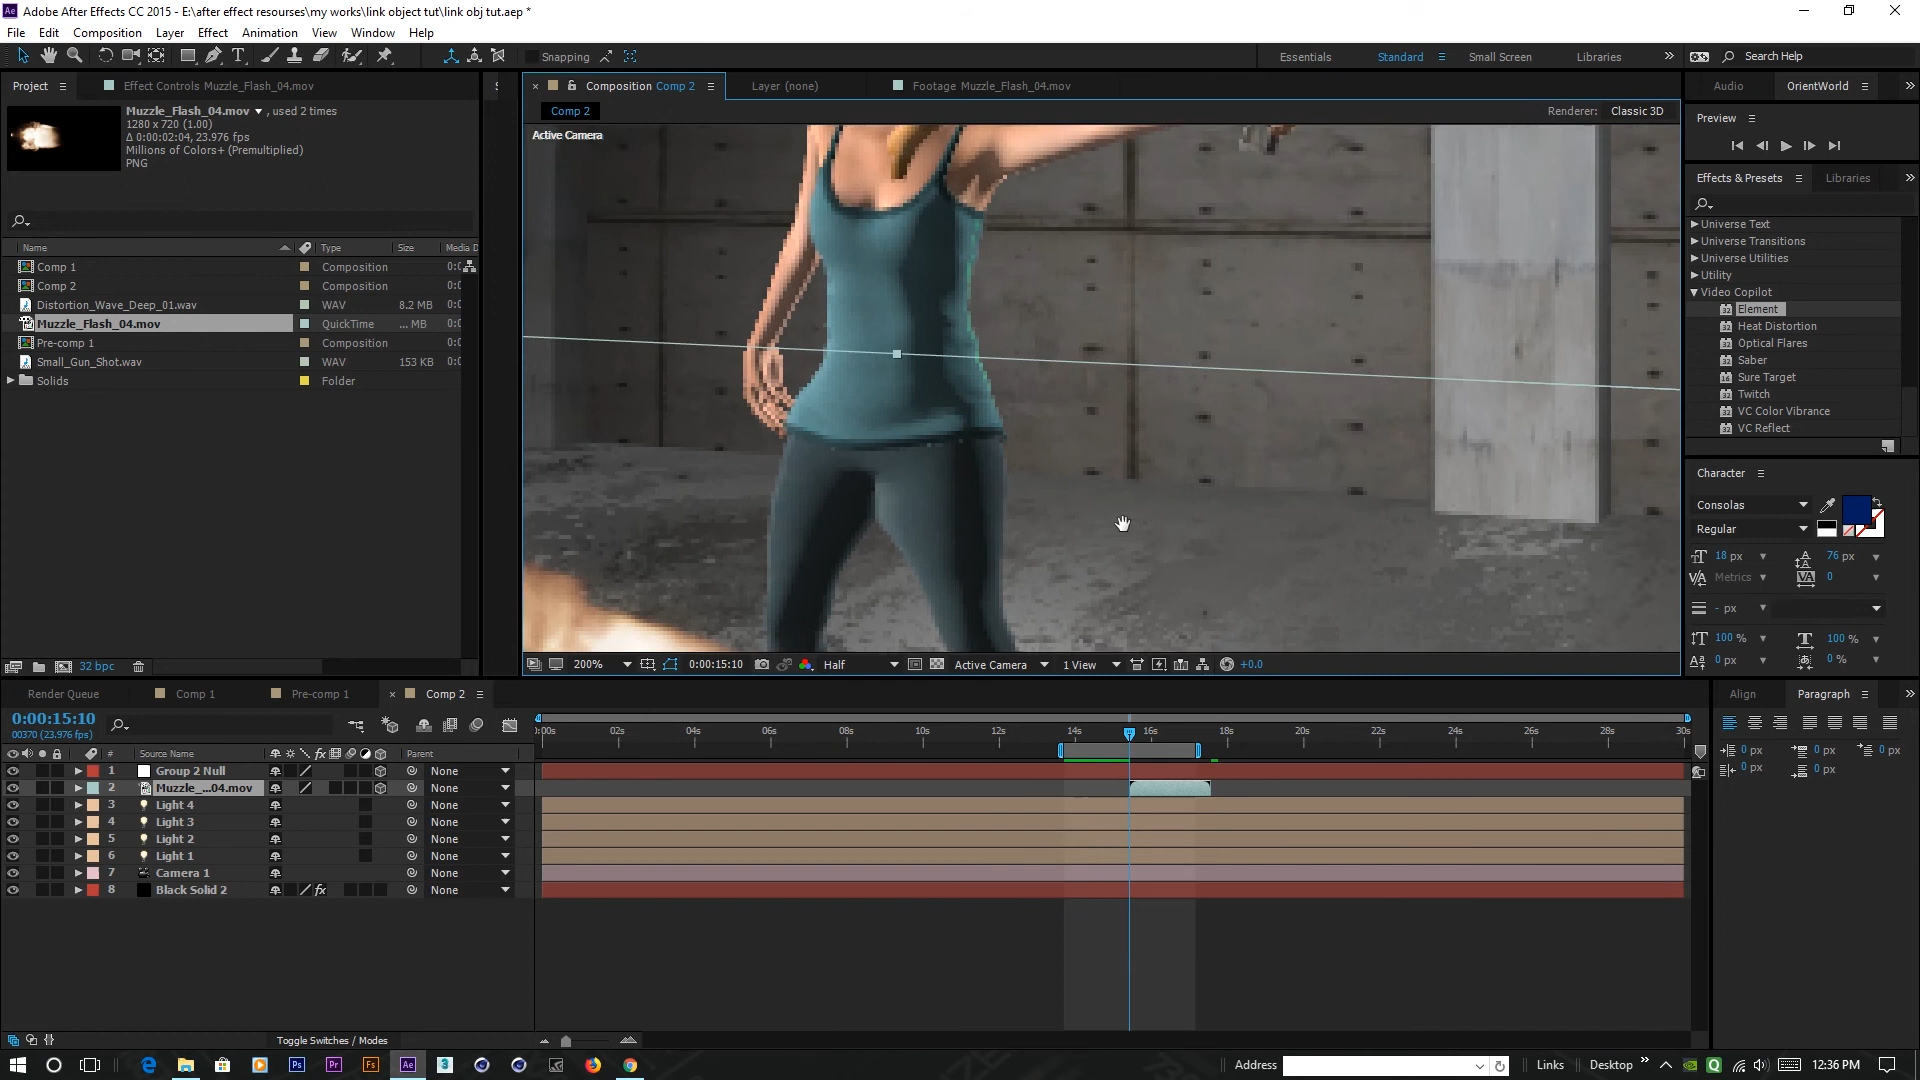 Adobe After Effects CC 2015 - E:\after effect resourses\my works\link object tut\link obj tut.aep *
File Edit Composition Layer Effect Animation View Window Help
Snapping
Essentials Standard Small Screen Libraries Search Help
Project Effect Controls Muzzle_Flash_04.mov
Composition Comp 2 Layer (none) Footage Muzzle_Flash_04.mov
Audio OrientWorld
Muzzle_Flash_04.mov , used 2 times
1280 x 720 (1.00)
Δ 0:00:02:04, 23.976 fps
Millions of Colors+ (Premultiplied)
PNG
Comp 2
Renderer: Classic 3D
Active Camera
Preview
Effects & Presets Libraries
Name Type Size Media D
Comp 1 Composition 0:0
Comp 2 Composition 0:0
Distortion_Wave_Deep_01.wav WAV 8.2 MB 0:0
Muzzle_Flash_04.mov QuickTime ... MB 0:0
Pre-comp 1 Composition 0:0
Small_Gun_Shot.wav WAV 153 KB 0:0
Solids Folder
Universe Text
Universe Transitions
Universe Utilities
Utility
Video Copilot
Element
Heat Distortion
Optical Flares
Saber
Sure Target
Twitch
VC Color Vibrance
VC Reflect
Character
Consolas
Regular
18 px 76 px
Metrics 0
- px
100 % 100 %
0 px 0 %
32 bpc
200% 0:00:15:10 Half Active Camera 1 View +0.0
Render Queue Comp 1 Pre-comp 1 Comp 2
Align Paragraph
0:00:15:10
00370 (23.976 fps)
:00s 02s 04s 06s 08s 10s 12s 14s 16s 18s 20s 22s 24s 26s 28s 30s
# Source Name Parent
1 Group 2 Null None
2 Muzzle_...04.mov None
3 Light 4 None
4 Light 3 None
5 Light 2 None
6 Light 1 None
7 Camera 1 None
8 Black Solid 2 None
0 px 0 px 0 px
0 px 0 px
Toggle Switches / Modes
Address Links Desktop 12:36 PM